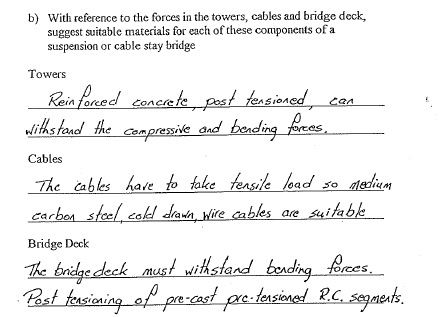 b) With reference to the forces in the towers, cables and bridge deck,
suggest suitable materials for each of these components of a
suspension or cable stay bridge
Towers
Reinforced concrete, post tensioned, can
withstand the compressive and bending forces.
Cables
The cables have to take tensile load so medium
carbon steel, cold drawn, wire cables are suitable
Bridge Deck
The bridge deck must withstand bending forces.
Post tensioning of pre-cast pre-tensioned R.C. segments.